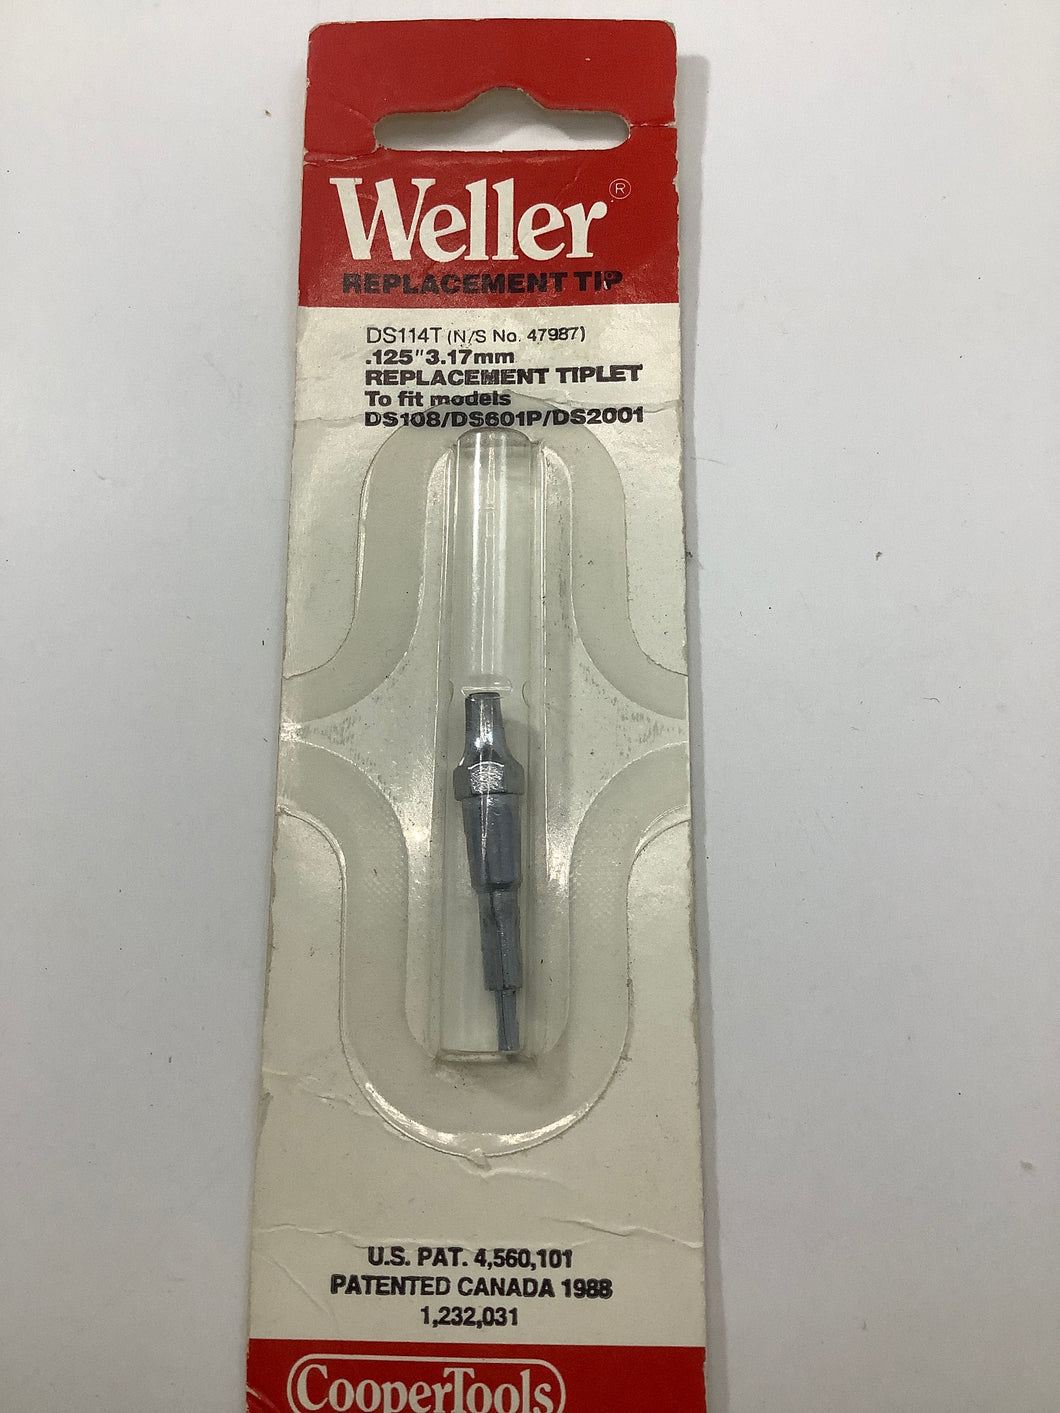 Weller®
REPLACEMENT TIP
DS114T (N/S No. 47987)
.125"3.17mm
REPLACEMENT TIPLET
To fit models
DS108/DS601P/DS2001
U.S. PAT. 4,560,101
PATENTED CANADA 1988
1,232,031
CooperTools